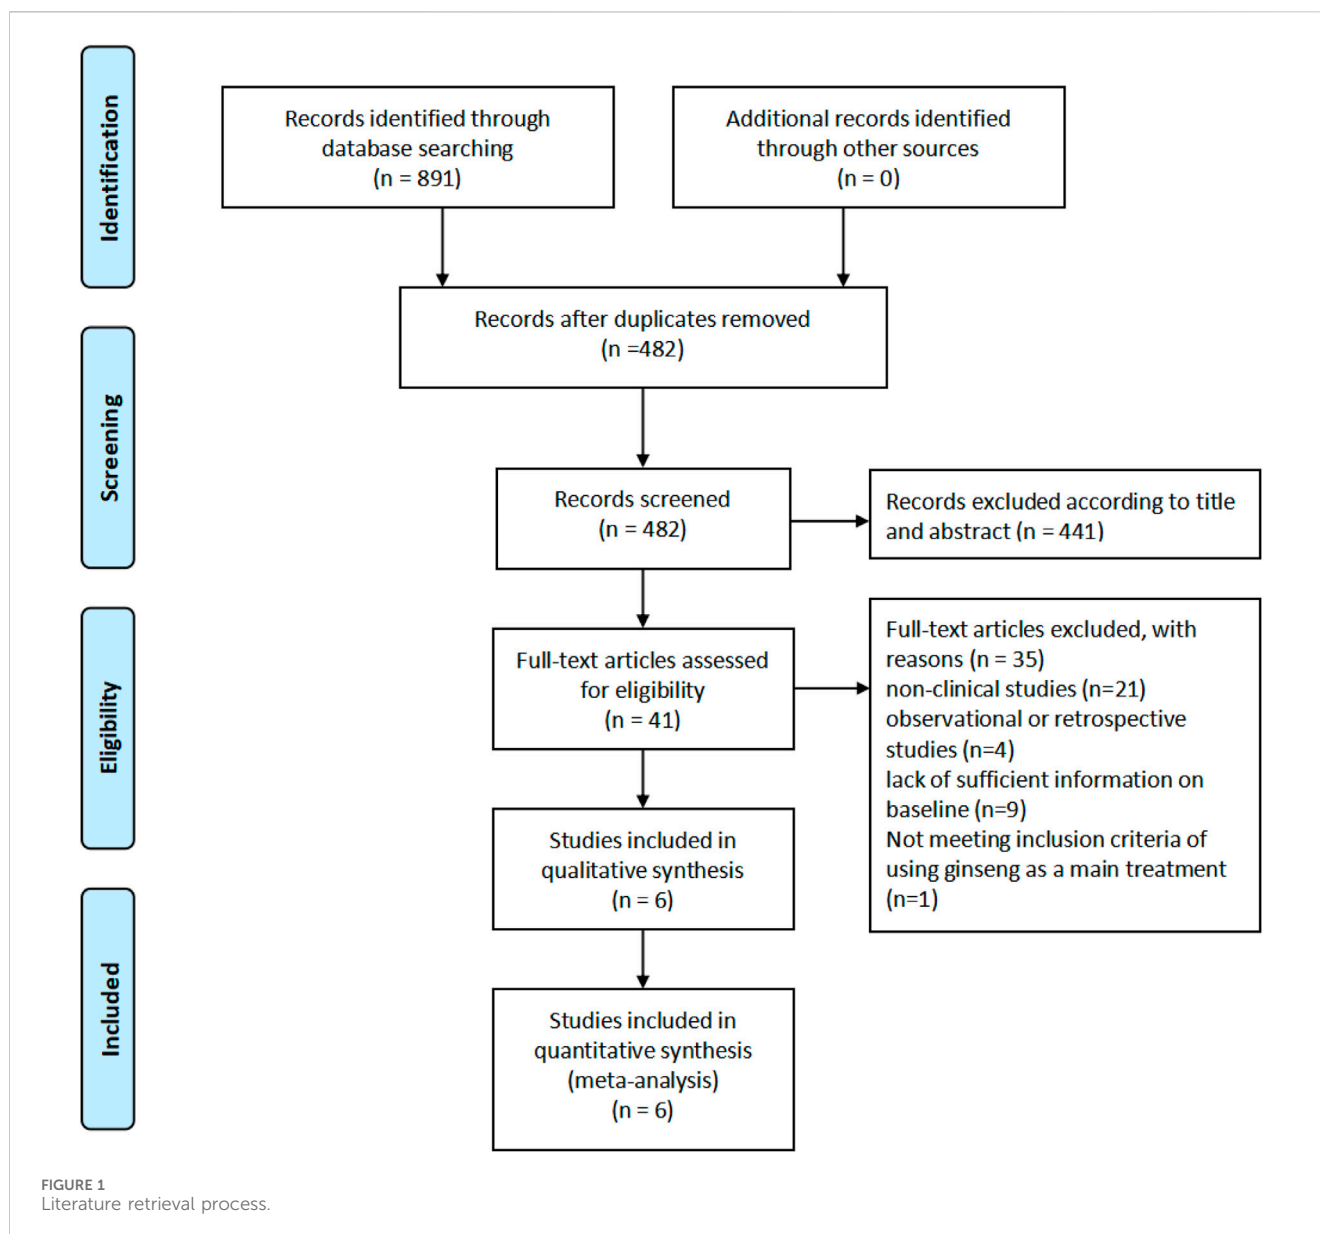 Identification
Records identified through
database searching
(n = 891)
Additional records identified
through other sources
(n = 0)
Records after duplicates removed
(n =482)
Screening
Records screened
(n = 482)
Records excluded according to title
and abstract (n = 441)
Eligibility
Full-text articles assessed
for eligibility
(n = 41)
Full-text articles excluded, with
reasons (n = 35)
non-clinical studies (n=21)
observational or retrospective
studies (n=4)
lack of sufficient information on
baseline (n=9)
Not meeting inclusion criteria of
using ginseng as a main treatment
(n=1)
Studies included in
qualitative synthesis
(n = 6)
Included
Studies included in
quantitative synthesis
(meta-analysis)
(n = 6)
FIGURE 1
Literature retrieval process.